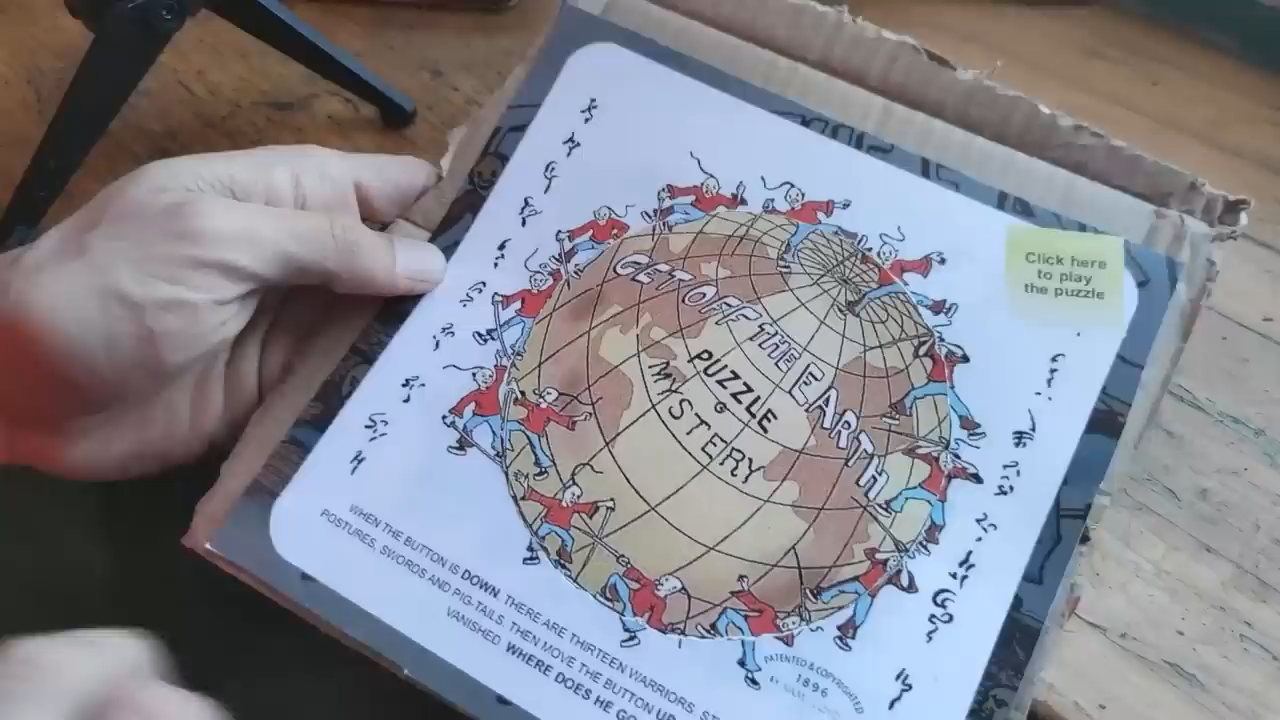 Click here
to play
the puzzle
GET OFF THE EARTH
PUZZLE
MYSTERY
WHEN THE BUTTON IS DOWN, THERE ARE THIRTEEN WARRIORS.
POSTURES, SWORDS AND PIG-TAILS. THEN MOVE THE BUTTON UP
VANISHED. WHERE DOES HE GO
PATENTED & COPYRIGHTED
1896